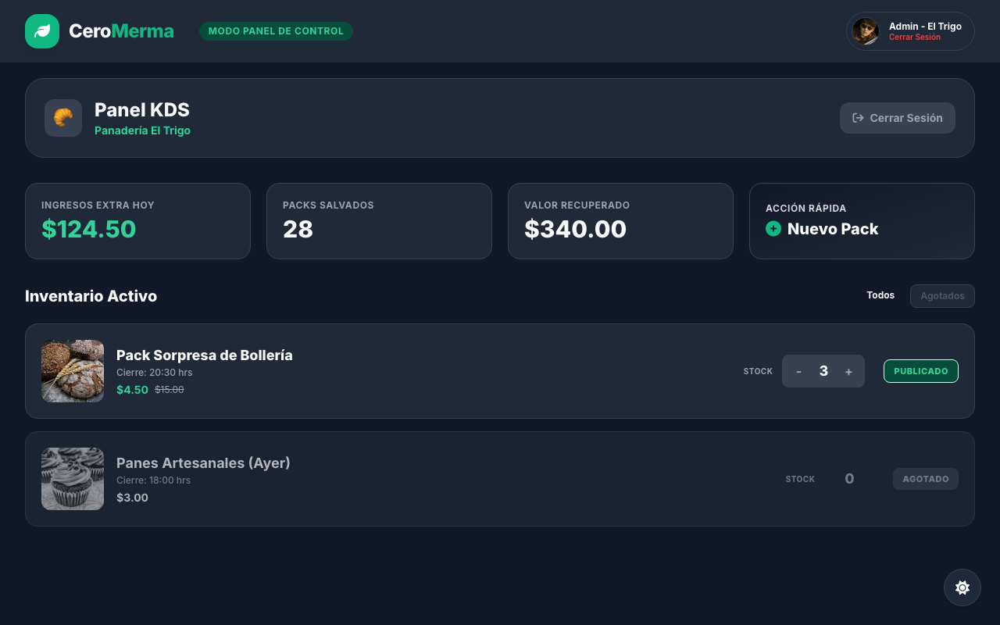 CeroMerma
MODO PANEL DE CONTROL
Admin - El Trigo
Cerrar Sesión
Panel KDS
Panadería El Trigo
Cerrar Sesión
INGRESOS EXTRA HOY
$124.50
PACKS SALVADOS
28
VALOR RECUPERADO
$340.00
ACCIÓN RÁPIDA
Nuevo Pack
Inventario Activo
Todos
Agotados
Pack Sorpresa de Bollería
Cierre: 20:30 hrs
$4.50 $15.00
STOCK - 3 +
PUBLICADO
Panes Artesanales (Ayer)
Cierre: 18:00 hrs
$3.00
STOCK 0
AGOTADO